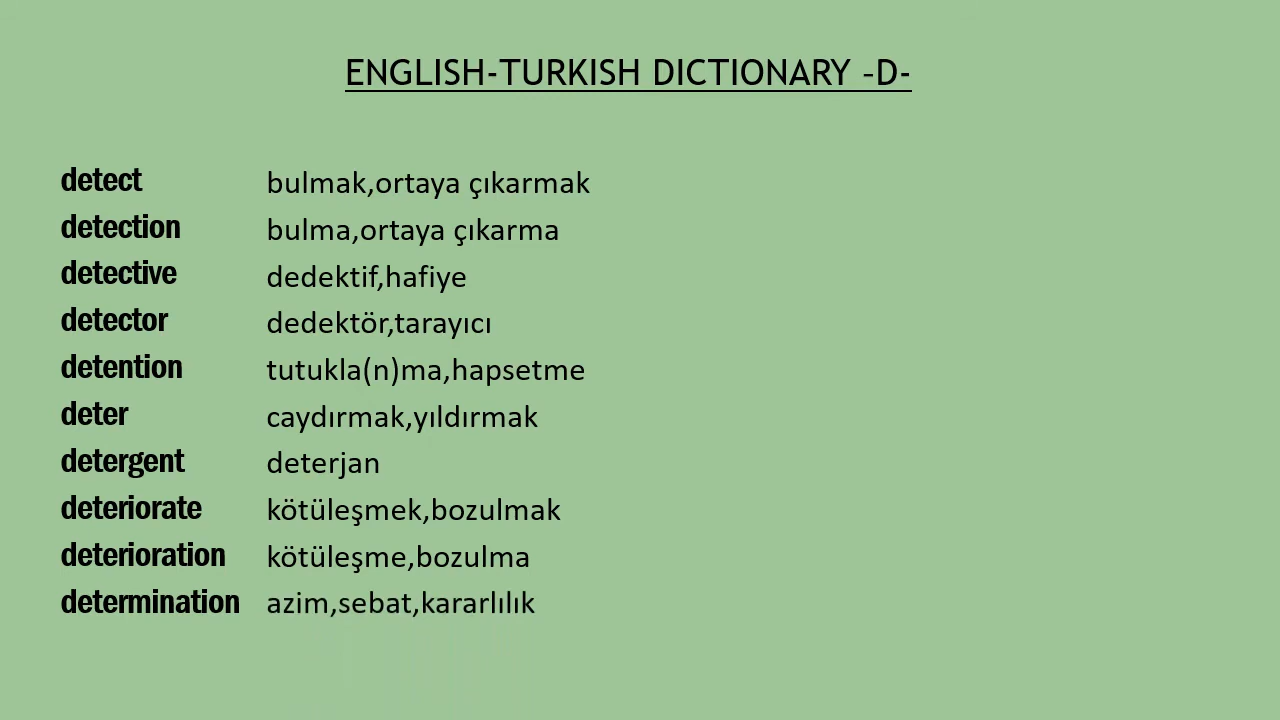 ENGLISH-TURKISH DICTIONARY –D-
detect bulmak,ortaya çıkarmak
detection bulma,ortaya çıkarma
detective dedektif,hafiye
detector dedektör,tarayıcı
detention tutukla(n)ma,hapsetme
deter caydırmak,yıldırmak
detergent deterjan
deteriorate kötüleşmek,bozulmak
deterioration kötüleşme,bozulma
determination azim,sebat,kararlılık